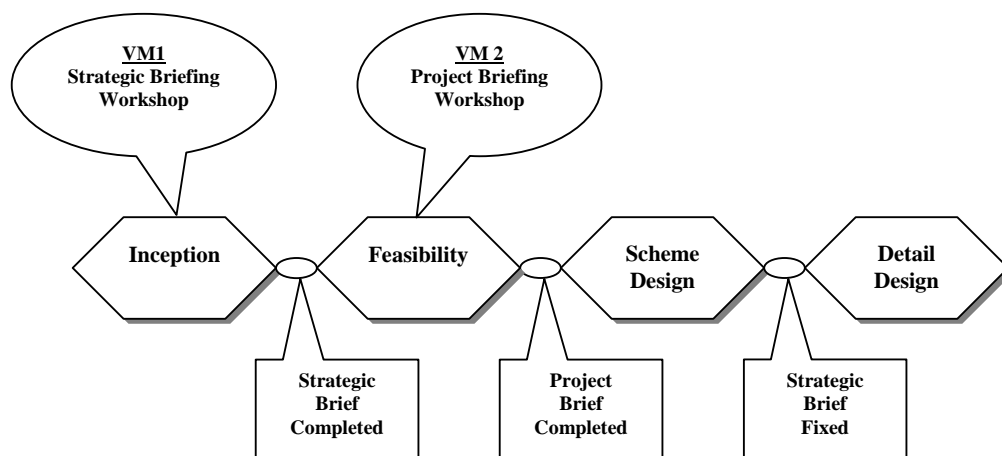 VM1
Strategic Briefing
Workshop
VM 2
Project Briefing
Workshop
Inception
Feasibility
Scheme
Design
Detail
Design
Strategic
Brief
Completed
Project
Brief
Completed
Strategic
Brief
Fixed